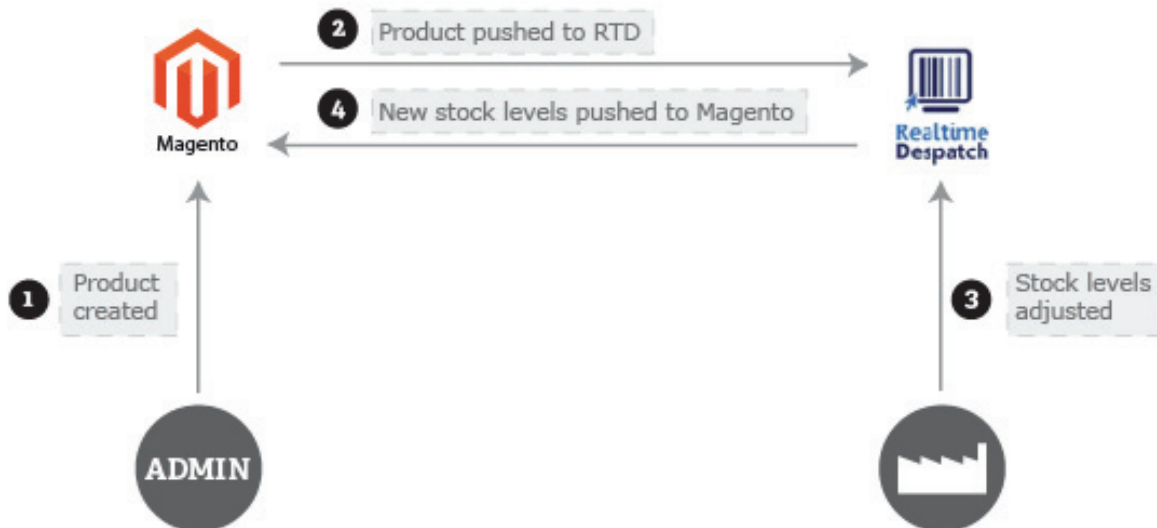 2 Product pushed to RTD
4 New stock levels pushed to Magento
Magento
Realtime
Despatch
1 Product
created
3 Stock levels
adjusted
ADMIN